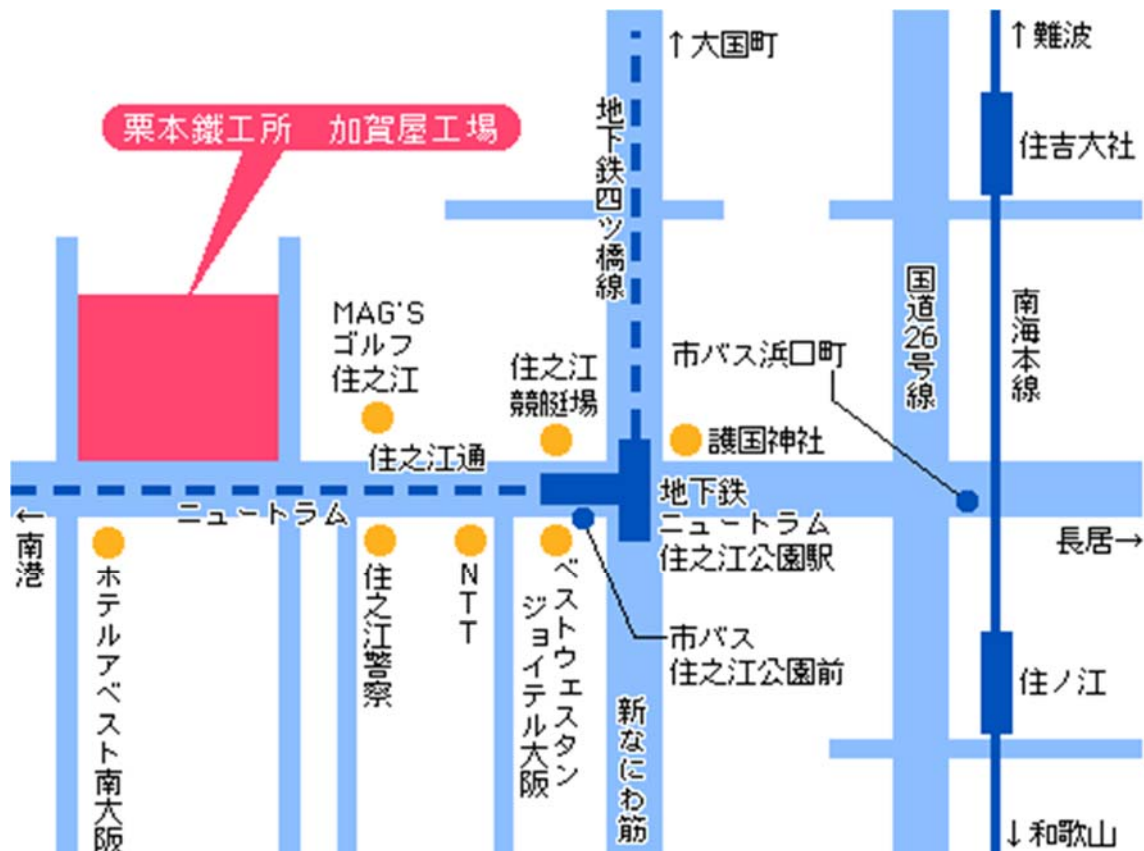 ↑大国町
↑難波
栗本鐵工所　加賀屋工場
地下鉄四ツ橋線
住吉大社
国道26号線
南海本線
MAG'S
ゴルフ
住之江
住之江
競艇場
市バス浜口町
護国神社
住之江通
ニュートラム
地下鉄
ニュートラム
住之江公園駅
←南港
長居→
ホテルアベスト南大阪
住之江警察
NTT
ベストウェスタン
ジョイテル大阪
市バス
住之江公園前
新なにわ筋
住ノ江
↓和歌山